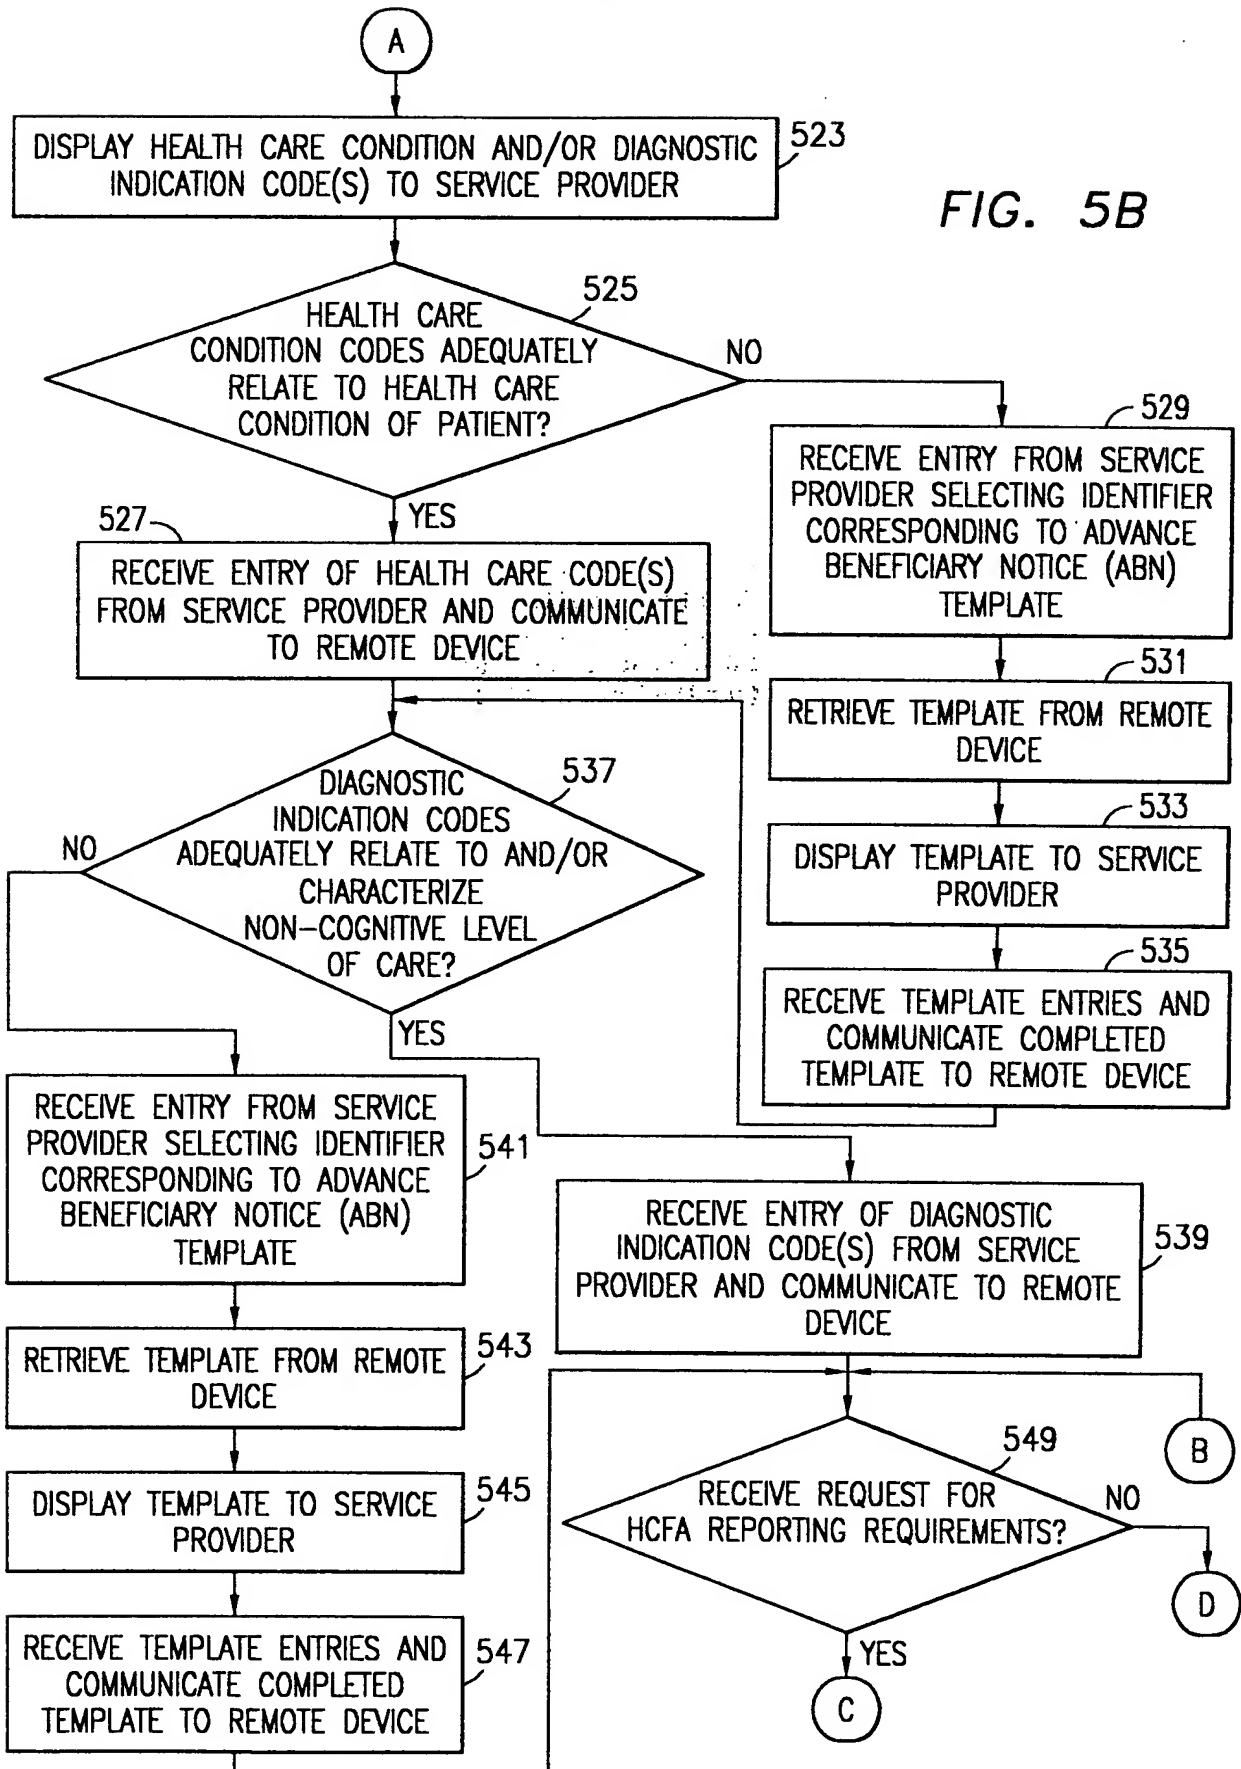 A
DISPLAY HEALTH CARE CONDITION AND/OR DIAGNOSTIC
INDICATION CODE(S) TO SERVICE PROVIDER
523
FIG. 5B
525
HEALTH CARE
CONDITION CODES ADEQUATELY
RELATE TO HEALTH CARE
CONDITION OF PATIENT?
NO
YES
529
RECEIVE ENTRY FROM SERVICE
PROVIDER SELECTING IDENTIFIER
CORRESPONDING TO ADVANCE
BENEFICIARY NOTICE (ABN)
TEMPLATE
527
RECEIVE ENTRY OF HEALTH CARE CODE(S)
FROM SERVICE PROVIDER AND COMMUNICATE
TO REMOTE DEVICE
531
RETRIEVE TEMPLATE FROM REMOTE
DEVICE
533
DISPLAY TEMPLATE TO SERVICE
PROVIDER
535
RECEIVE TEMPLATE ENTRIES AND
COMMUNICATE COMPLETED
TEMPLATE TO REMOTE DEVICE
537
DIAGNOSTIC
INDICATION CODES
ADEQUATELY RELATE TO AND/OR
CHARACTERIZE
NON-COGNITIVE LEVEL
OF CARE?
NO
YES
RECEIVE ENTRY FROM SERVICE
PROVIDER SELECTING IDENTIFIER
CORRESPONDING TO ADVANCE
BENEFICIARY NOTICE (ABN)
TEMPLATE
541
RECEIVE ENTRY OF DIAGNOSTIC
INDICATION CODE(S) FROM SERVICE
PROVIDER AND COMMUNICATE TO REMOTE
DEVICE
539
RETRIEVE TEMPLATE FROM REMOTE
DEVICE
543
DISPLAY TEMPLATE TO SERVICE
PROVIDER
545
RECEIVE TEMPLATE ENTRIES AND
COMMUNICATE COMPLETED
TEMPLATE TO REMOTE DEVICE
547
B
549
RECEIVE REQUEST FOR
HCFA REPORTING REQUIREMENTS?
NO
D
YES
C